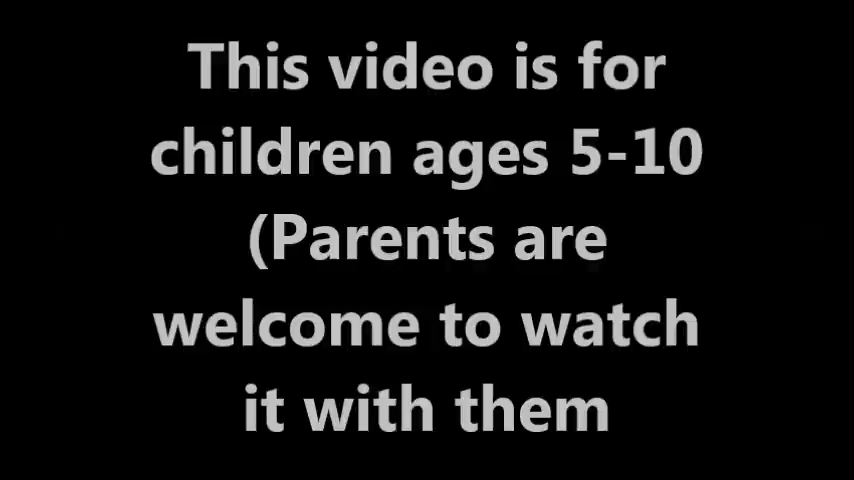 This video is for
children ages 5-10
(Parents are
welcome to watch
it with them